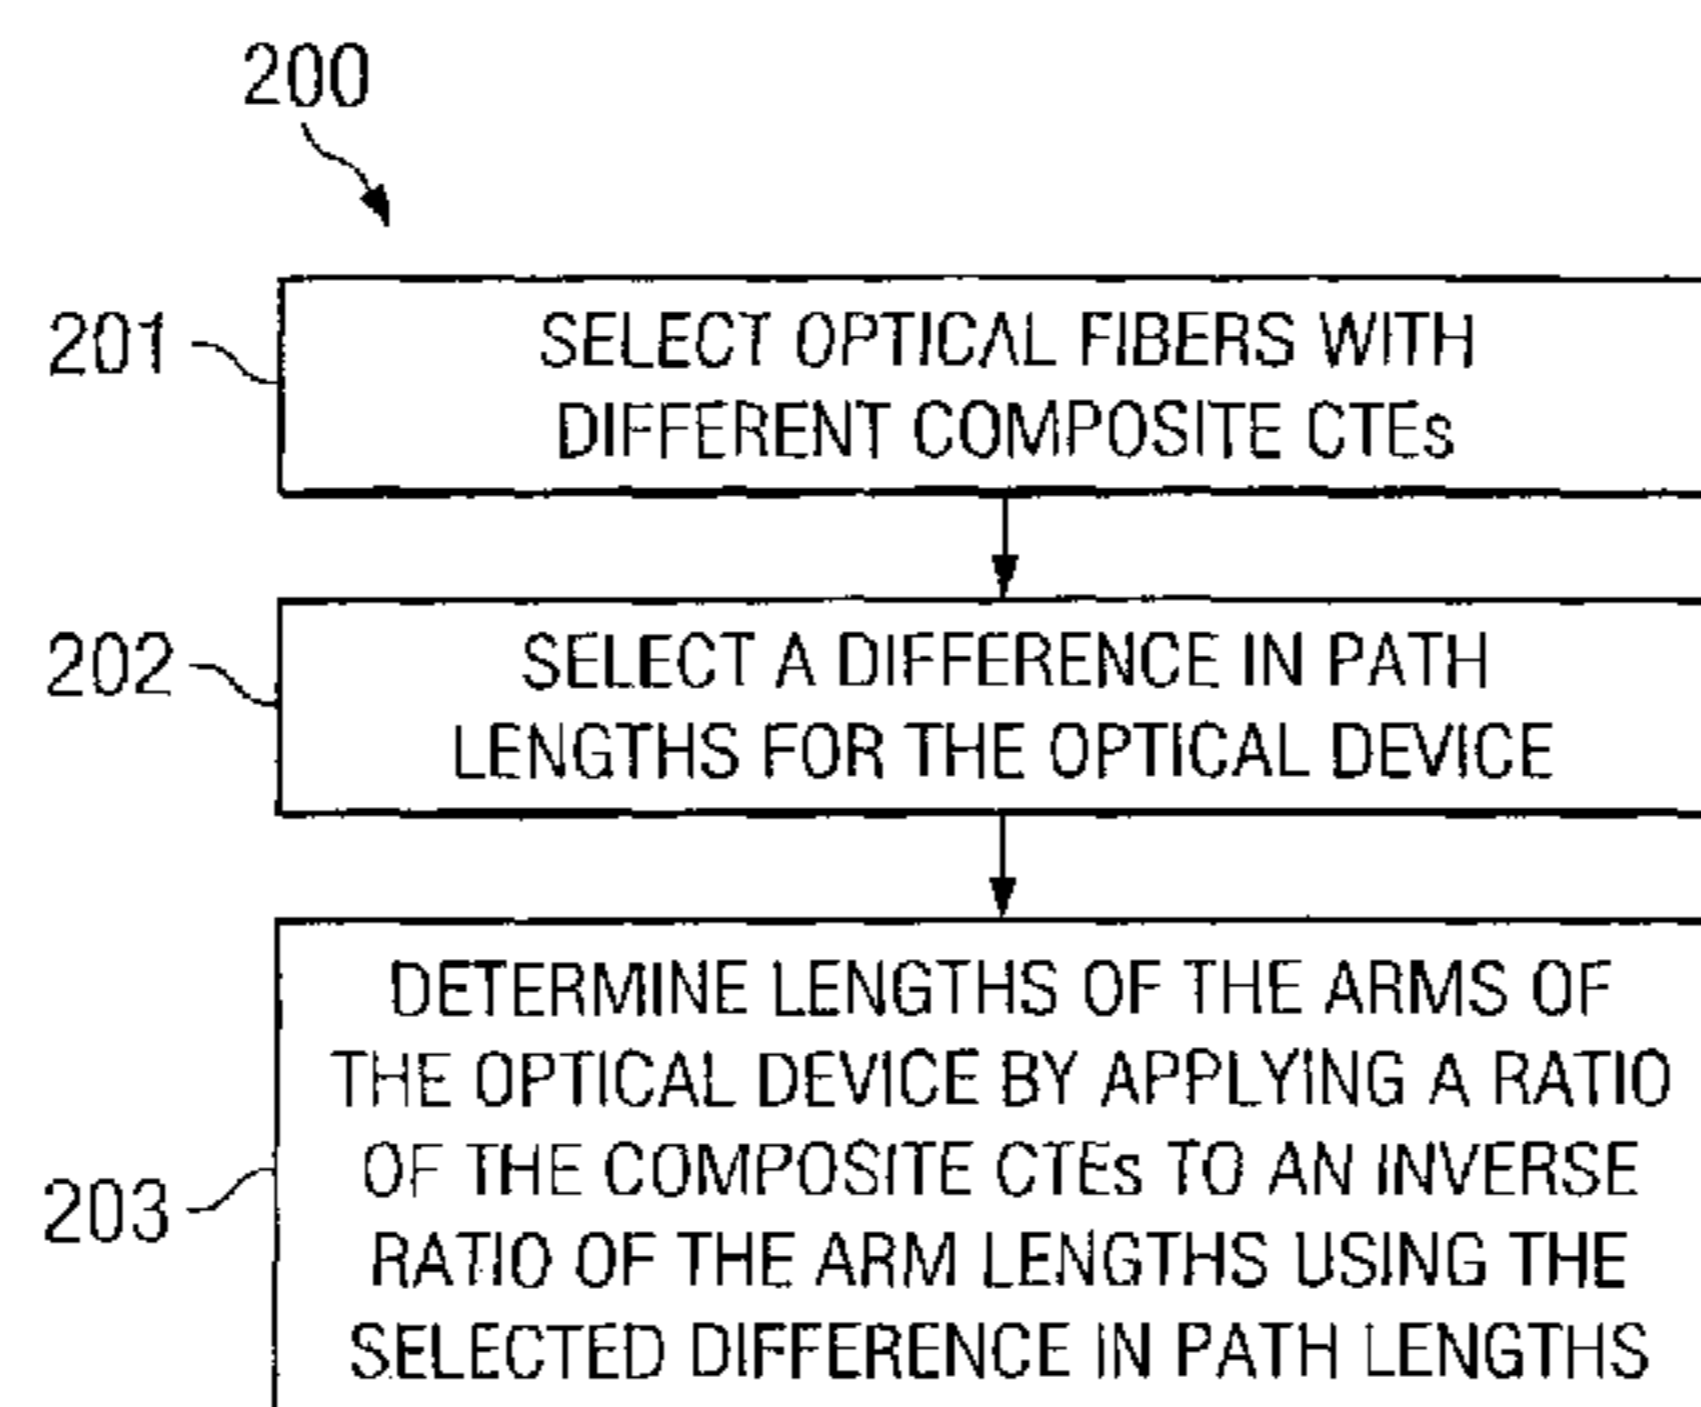 200
201
SELECT OPTICAL FIBERS WITH
DIFFERENT COMPOSITE CTEs
202
SELECT A DIFFERENCE IN PATH
LENGTHS FOR THE OPTICAL DEVICE
203
DETERMINE LENGTHS OF THE ARMS OF
THE OPTICAL DEVICE BY APPLYING A RATIO
OF THE COMPOSITE CTEs TO AN INVERSE
RATIO OF THE ARM LENGTHS USING THE
SELECTED DIFFERENCE IN PATH LENGTHS